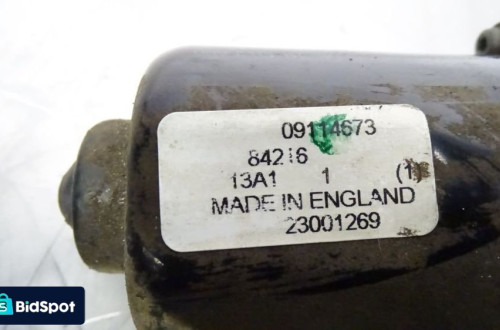 09114673
84216
13A1 1 (1)
MADE IN ENGLAND
23001269
S BidSpot